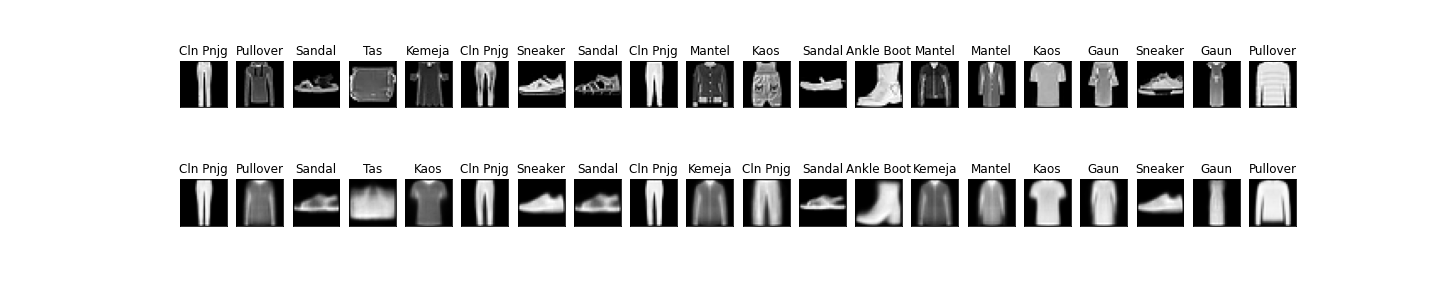 Cln Pnjg Pullover Sandal Tas Kemeja Cln Pnjg Sneaker Sandal Cln Pnjg Mantel Kaos Sandal Ankle Boot Mantel Mantel Kaos Gaun Sneaker Gaun Pullover
Cln Pnjg Pullover Sandal Tas Kaos Cln Pnjg Sneaker Sandal Cln Pnjg Kemeja Cln Pnjg Sandal Ankle Boot Kemeja Mantel Kaos Gaun Sneaker Gaun Pullover